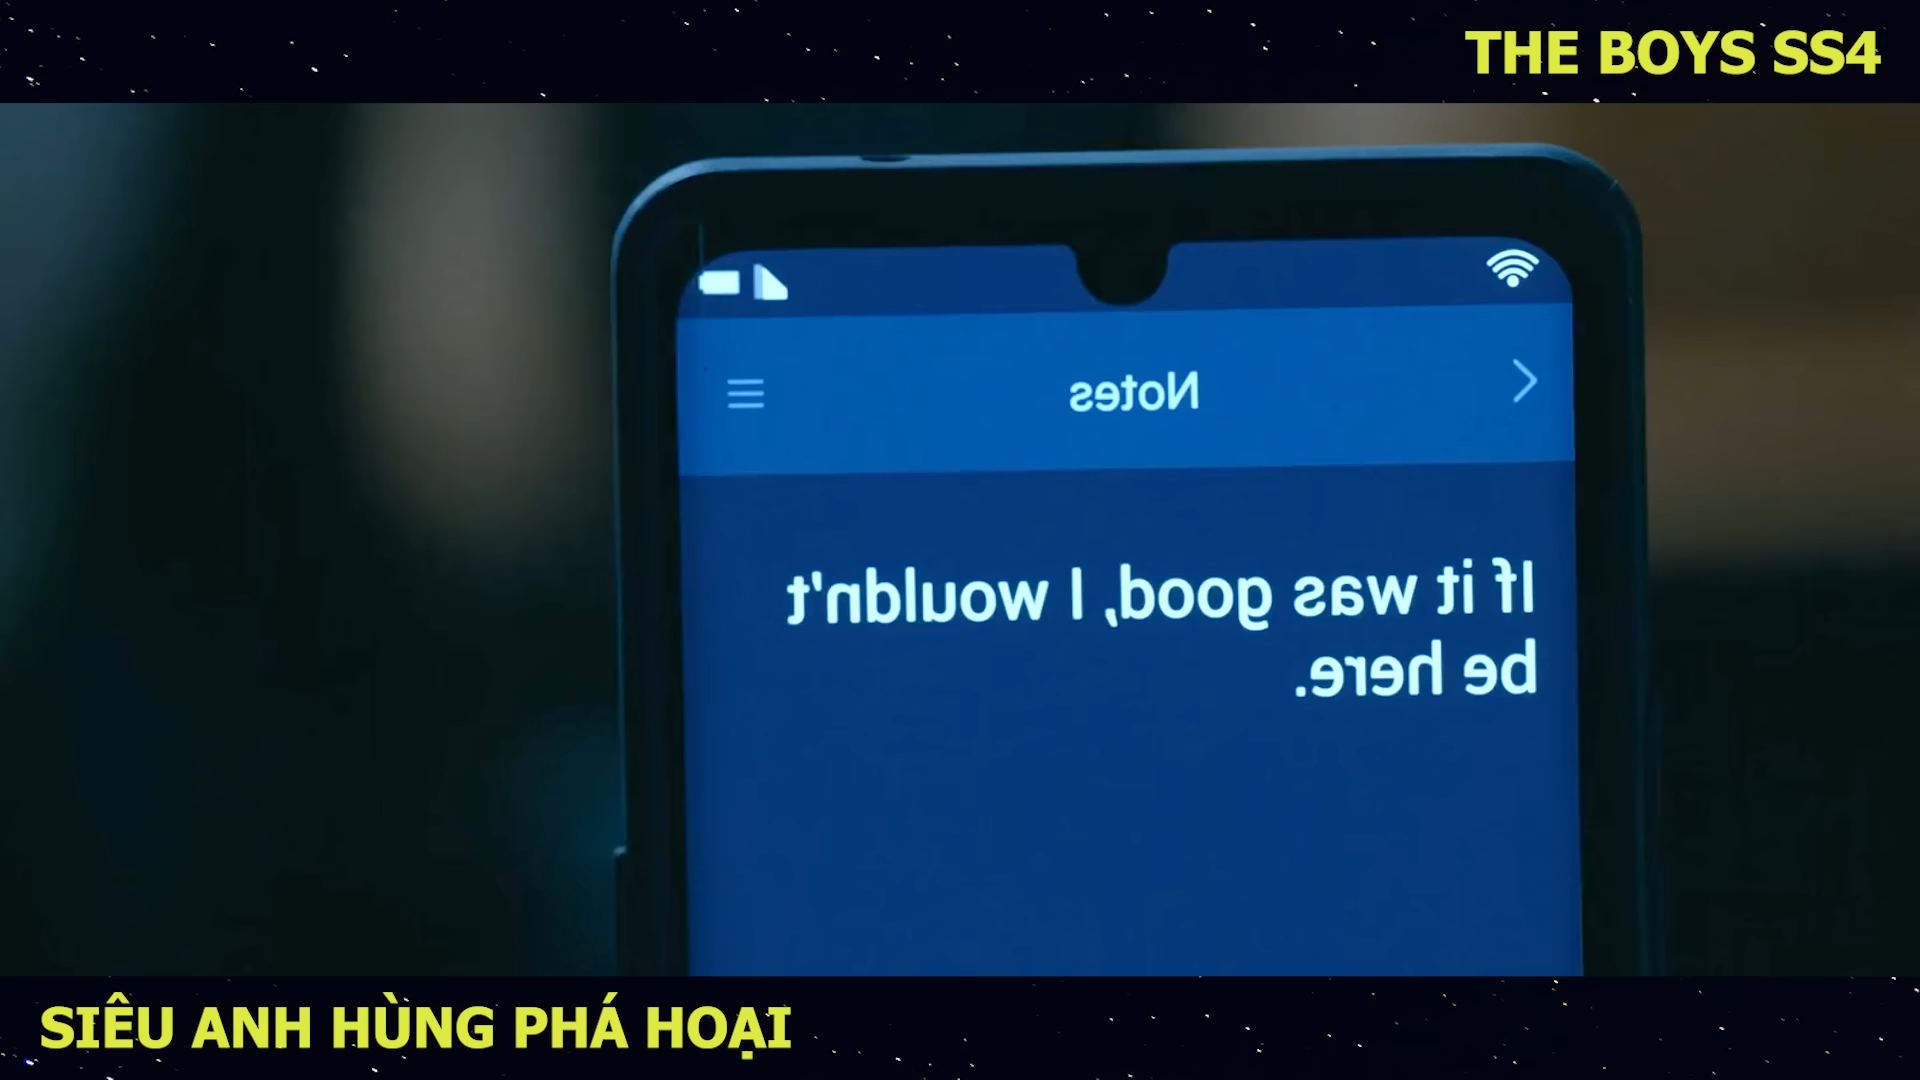 THE BOYS SS4
Notes
If it was good, I wouldn't
be here.
SIÊU ANH HÙNG PHÁ HOẠI